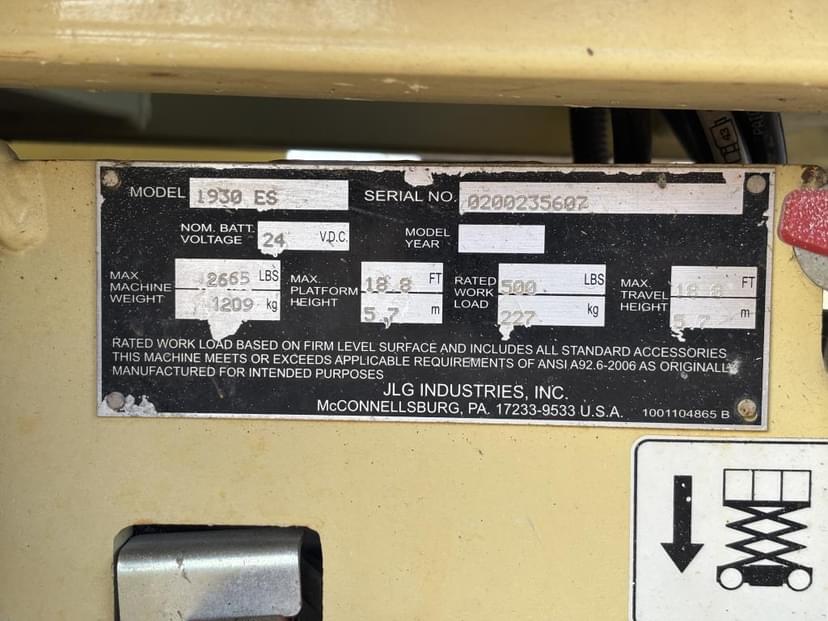 MODEL 1930 ES SERIAL NO. 0200235607
NOM. BATT. VOLTAGE 24 V.D.C. MODEL YEAR
MAX. MACHINE WEIGHT 2665 LBS 1209 kg
MAX. PLATFORM HEIGHT 18.8 FT 5.7 m
RATED WORK LOAD 500 LBS 227 kg
MAX. TRAVEL HEIGHT 18.8 FT 5.7 m
RATED WORK LOAD BASED ON FIRM LEVEL SURFACE AND INCLUDES ALL STANDARD ACCESSORIES
THIS MACHINE MEETS OR EXCEEDS APPLICABLE REQUIREMENTS OF ANSI A92.6-2006 AS ORIGINALLY
MANUFACTURED FOR INTENDED PURPOSES
JLG INDUSTRIES, INC.
McCONNELLSBURG, PA. 17233-9533 U.S.A. 1001104865 B